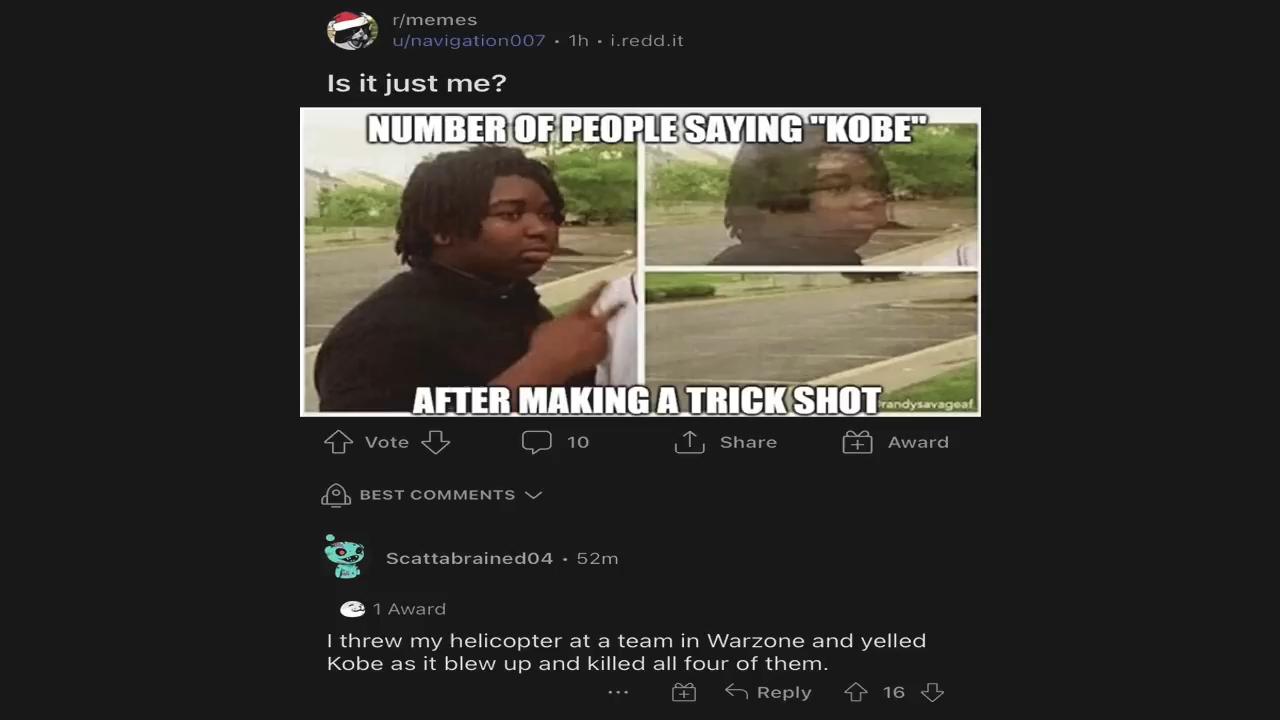 r/memes
u/navigation007 • 1h • i.redd.it
Is it just me?
NUMBER OF PEOPLE SAYING "KOBE"
AFTER MAKING A TRICK SHOT
randysavageaf
Vote
10
Share
Award
BEST COMMENTS
Scattabrained04 • 52m
1 Award
I threw my helicopter at a team in Warzone and yelled
Kobe as it blew up and killed all four of them.
... Reply 16